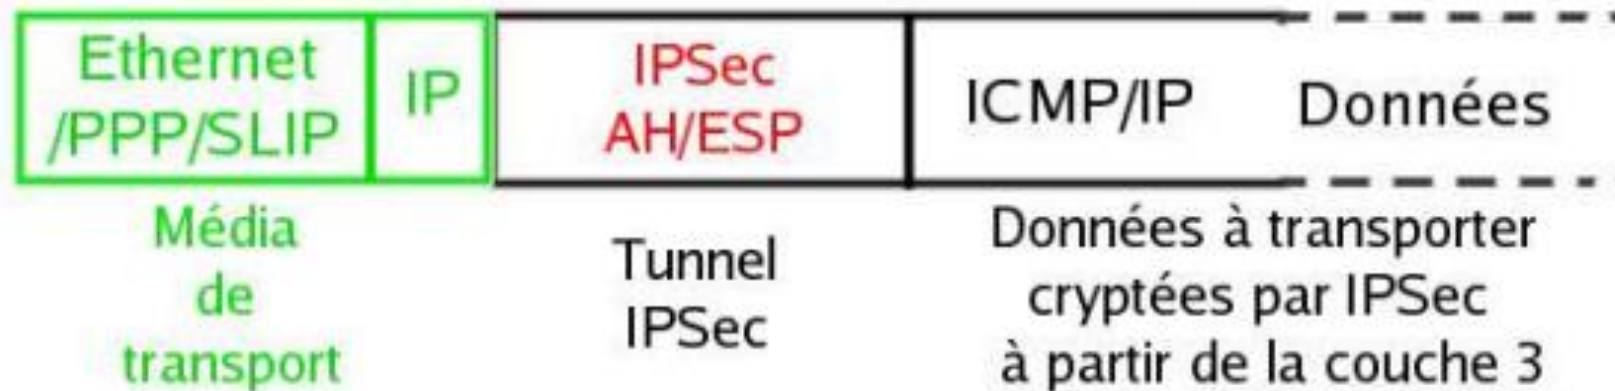 Ethernet
/PPP/SLIP
IP
IPSec
AH/ESP
ICMP/IP
Données
Média
de
transport
Tunnel
IPSec
Données à transporter
cryptées par IPSec
à partir de la couche 3